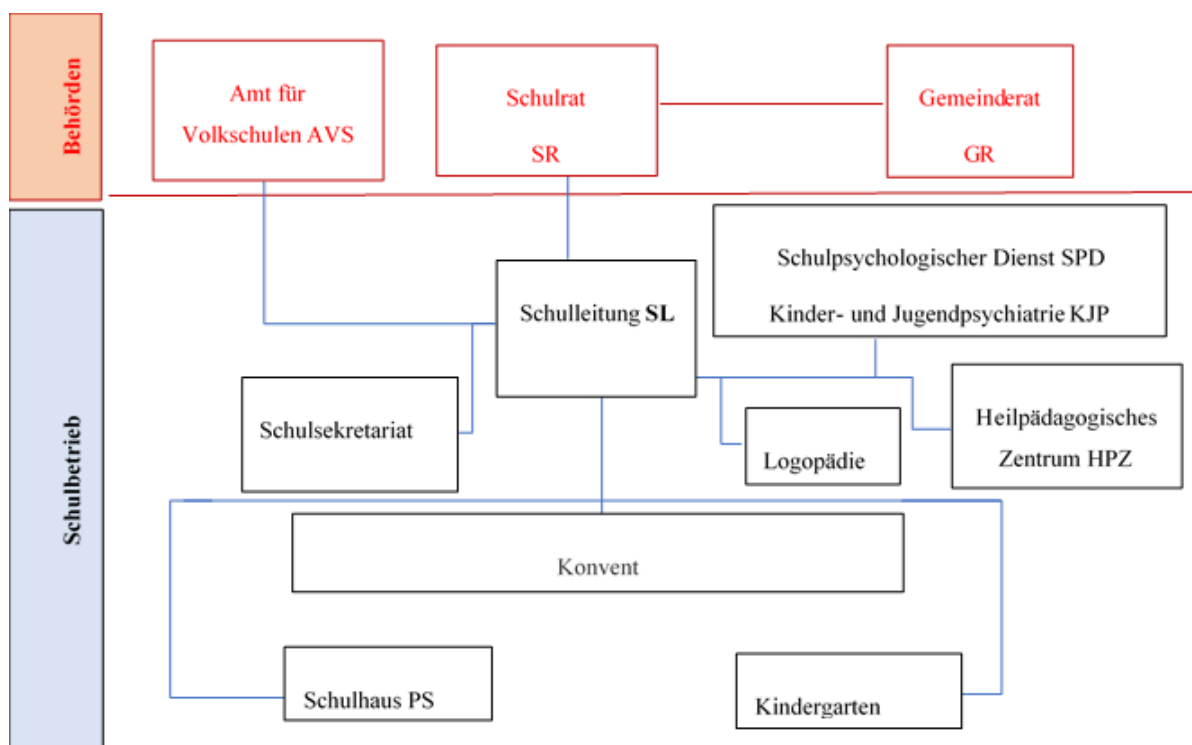 Behörden
Amt für
Volkschulen AVS
Schulrat
SR
Gemeinderat
GR
Schulbetrieb
Schulpsychologischer Dienst SPD
Kinder- und Jugendpsychiatrie KJP
Schulleitung SL
Schulsekretariat
Logopädie
Heilpädagogisches
Zentrum HPZ
Konvent
Schulhaus PS
Kindergarten